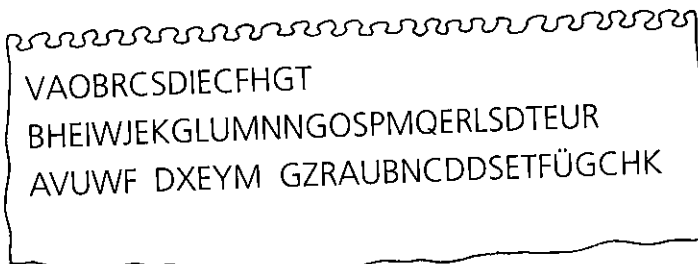 VAOBRCSDIECFHGT
BHEIWJEKGLUMNNGOSPMQERLSDTEUR
AVUWF DXEYM GZRAUBNCDDSETFÜGCHK